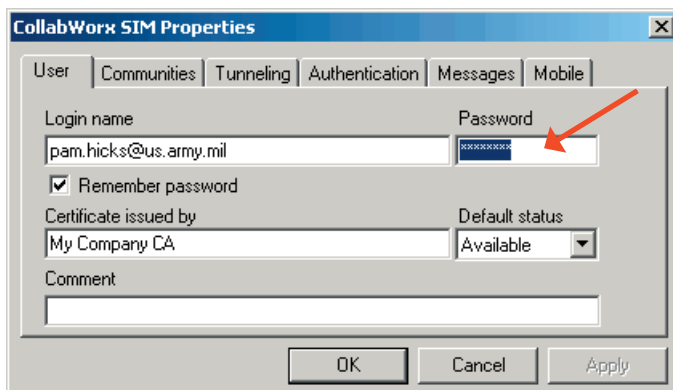 CollabWorx SIM Properties
User Communities Tunneling Authentication Messages Mobile
Login name Password
pam.hicks@us.army.mil ********
Remember password
Certificate issued by Default status
My Company CA Available
Comment
OK Cancel Apply